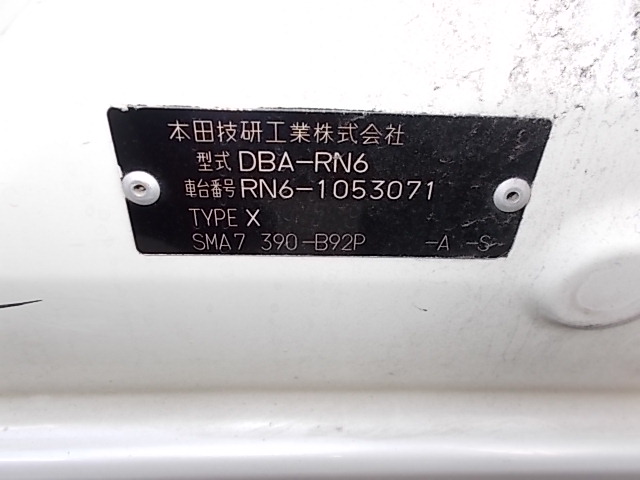 本田技研工業株式会社
型式 DBA-RN6
車台番号 RN6-1053071
TYPE X
SMA7 390-B92P -A -S-